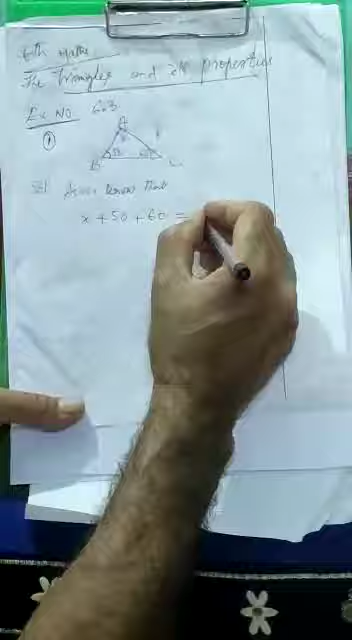 6th maths
The Triangles and its properties
Ex NO 6.3
①
A
50
60
B
C
Sol As we know that
x + 50 + 60 =